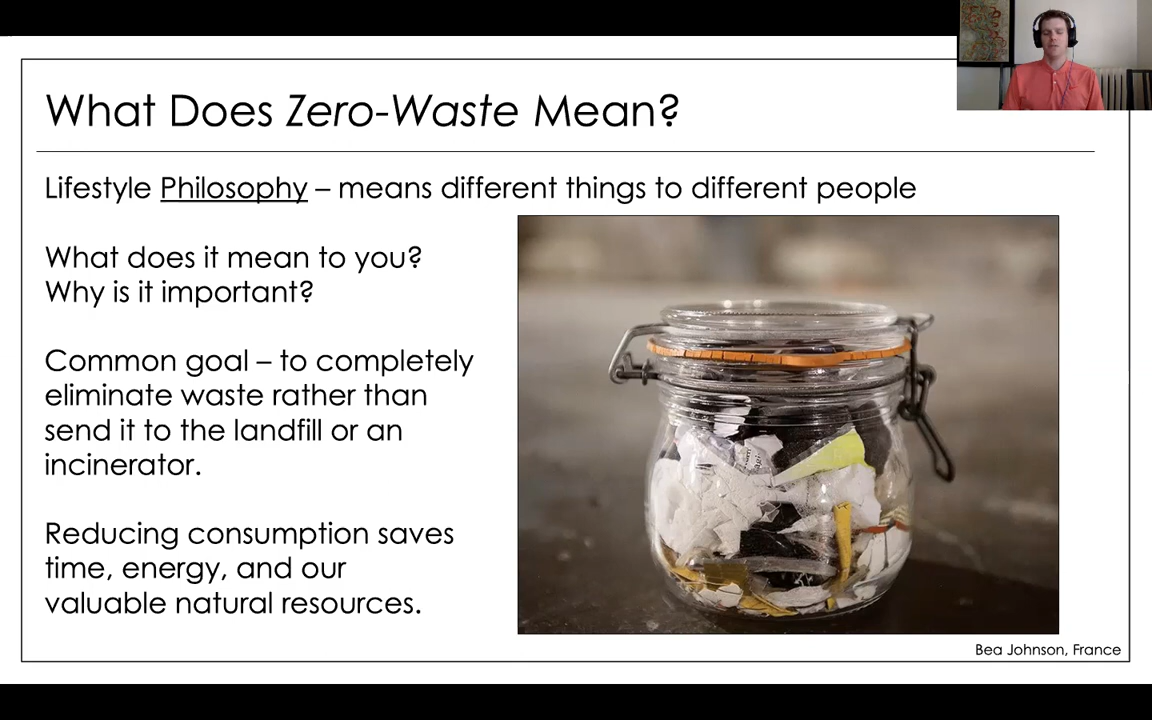 What Does Zero-Waste Mean?
Lifestyle Philosophy – means different things to different people
What does it mean to you?
Why is it important?
Common goal – to completely
eliminate waste rather than
send it to the landfill or an
incinerator.
Reducing consumption saves
time, energy, and our
valuable natural resources.
Bea Johnson, France